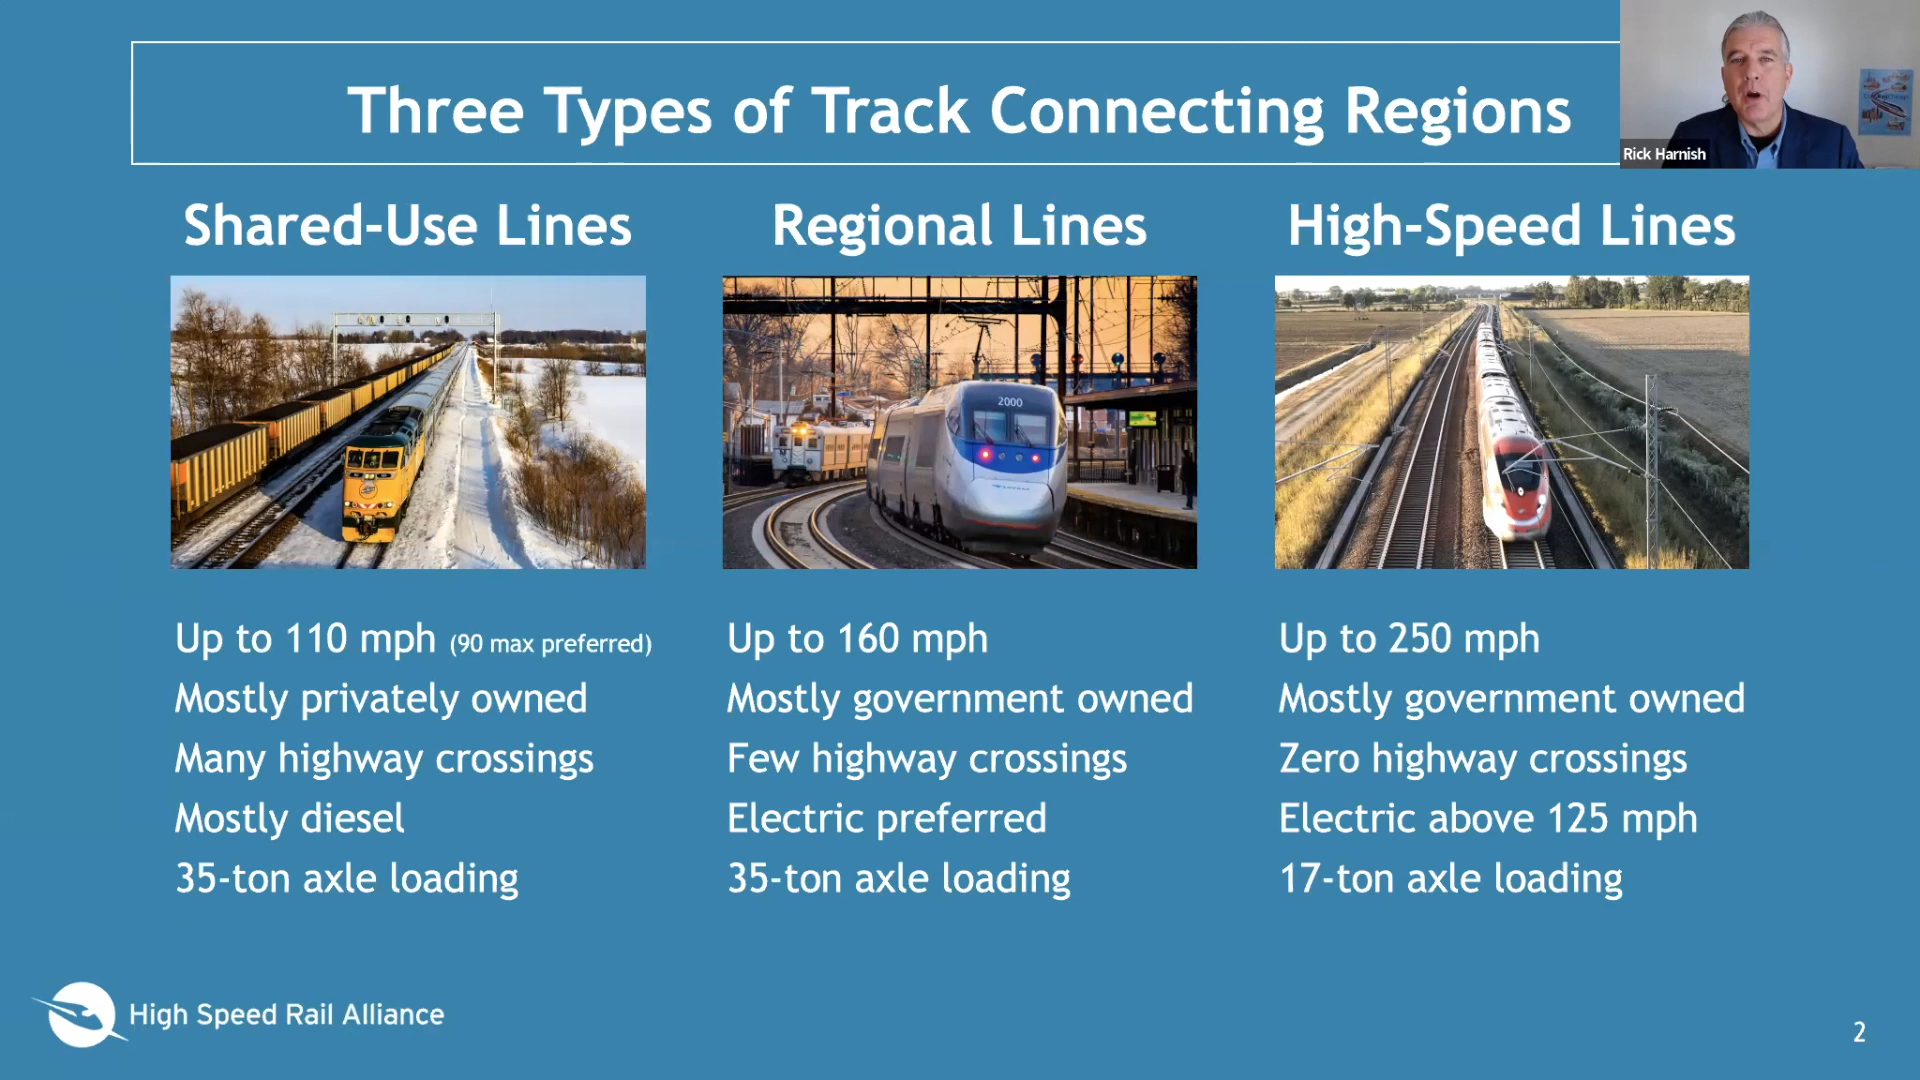 Three Types of Track Connecting Regions
Rick Harnish
Shared-Use Lines
Regional Lines
High-Speed Lines
2000
Up to 110 mph (90 max preferred)
Mostly privately owned
Many highway crossings
Mostly diesel
35-ton axle loading
Up to 160 mph
Mostly government owned
Few highway crossings
Electric preferred
35-ton axle loading
Up to 250 mph
Mostly government owned
Zero highway crossings
Electric above 125 mph
17-ton axle loading
High Speed Rail Alliance
2